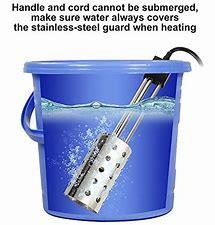 Handle and cord cannot be submerged,
make sure water always covers
the stainless-steel guard when heating